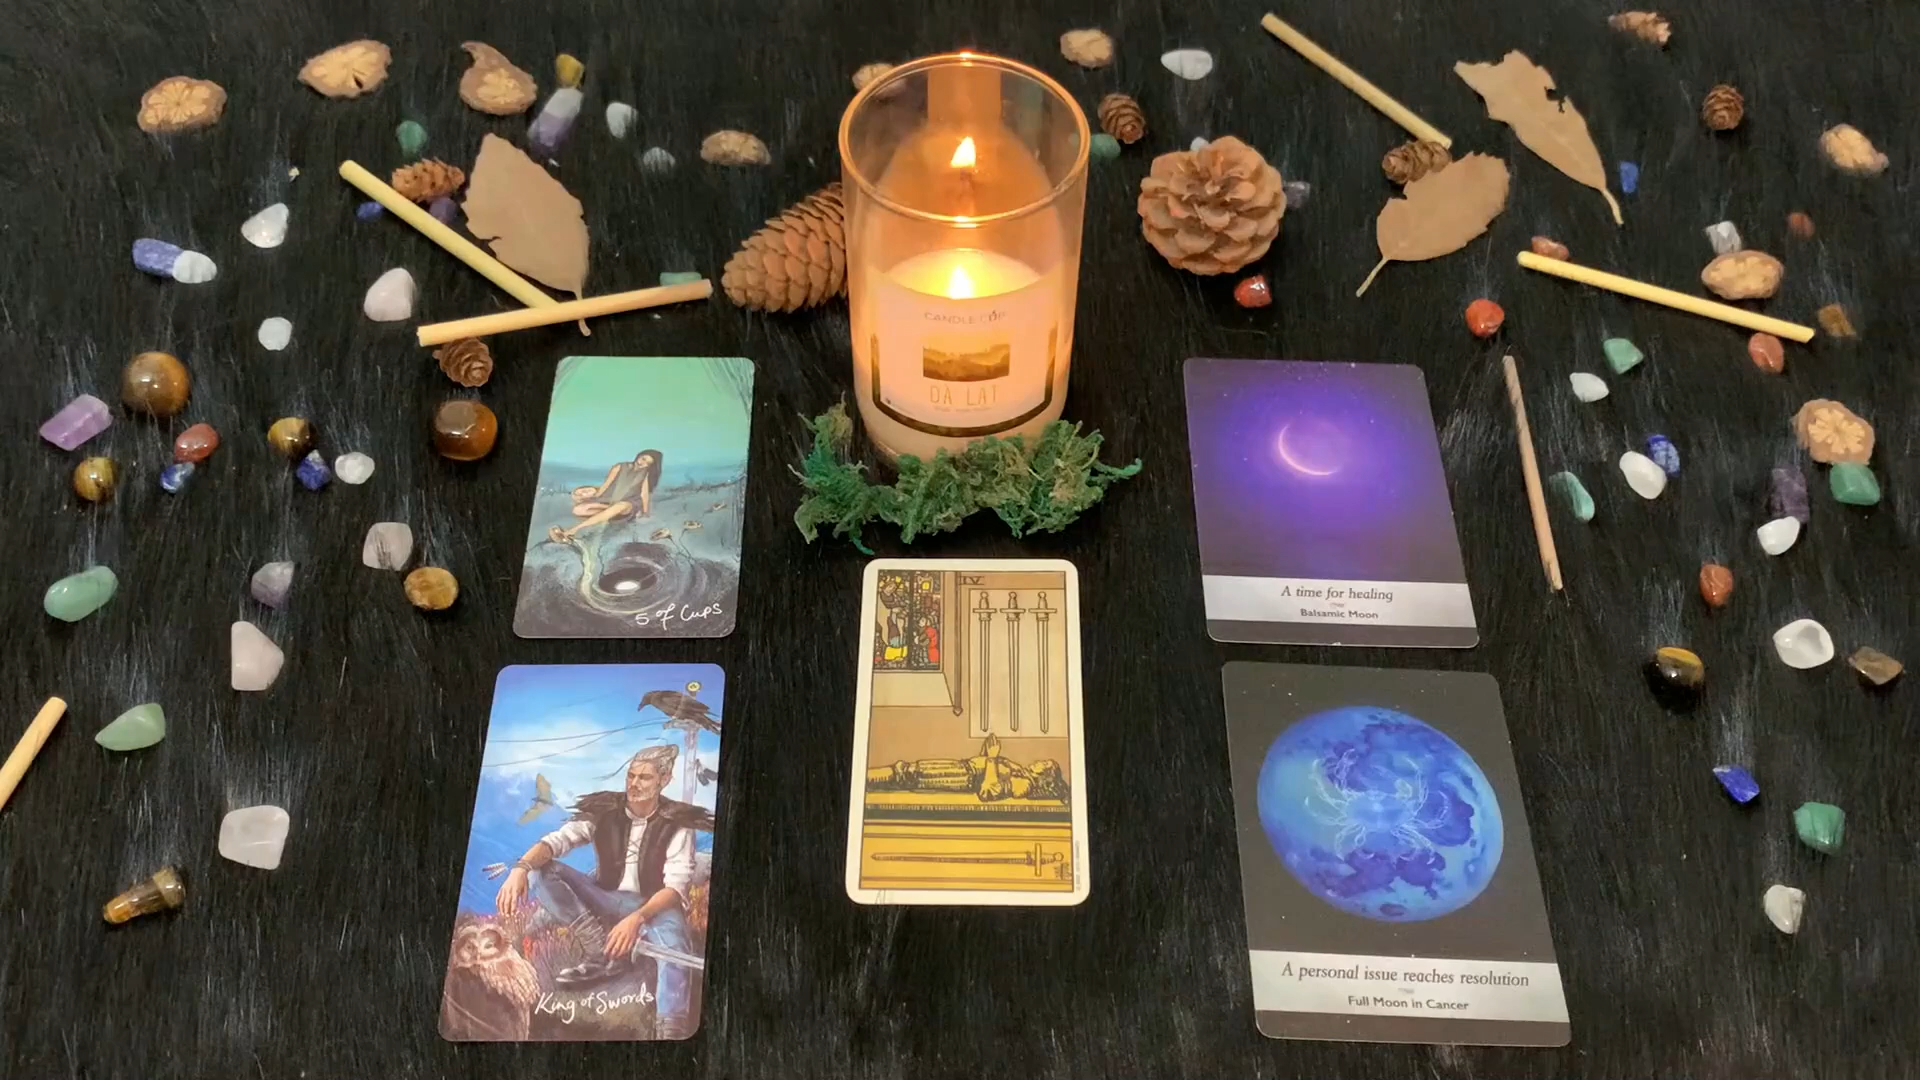 CANDLE CUP
ĐÀ LẠT
5 of Cups
A time for healing
Balsamic Moon
IV
King of Swords
A personal issue reaches resolution
Full Moon in Cancer